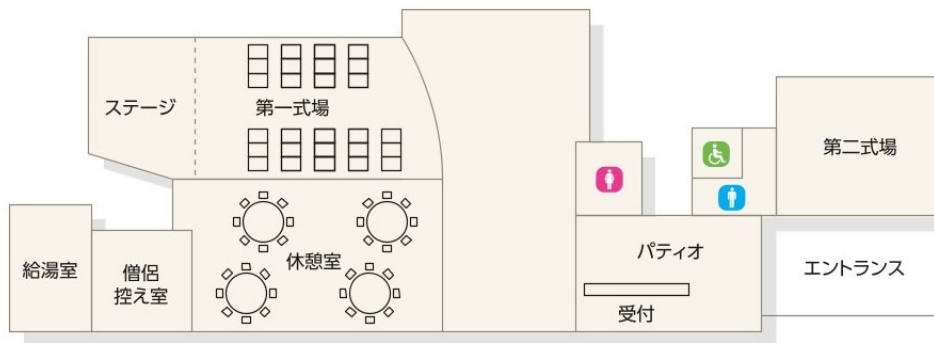 ステージ
第一式場
第二式場
給湯室
僧侶
控え室
休憩室
パティオ
受付
エントランス